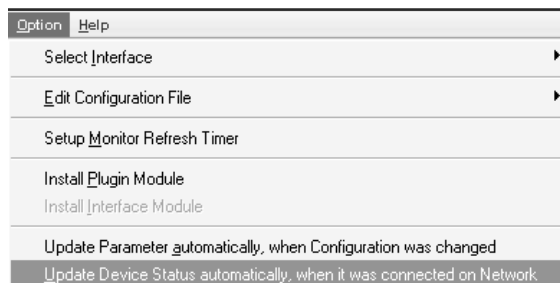 Option Help
Select Interface
Edit Configuration File
Setup Monitor Refresh Timer
Install Plugin Module
Install Interface Module
Update Parameter automatically, when Configuration was changed
Update Device Status automatically, when it was connected on Network